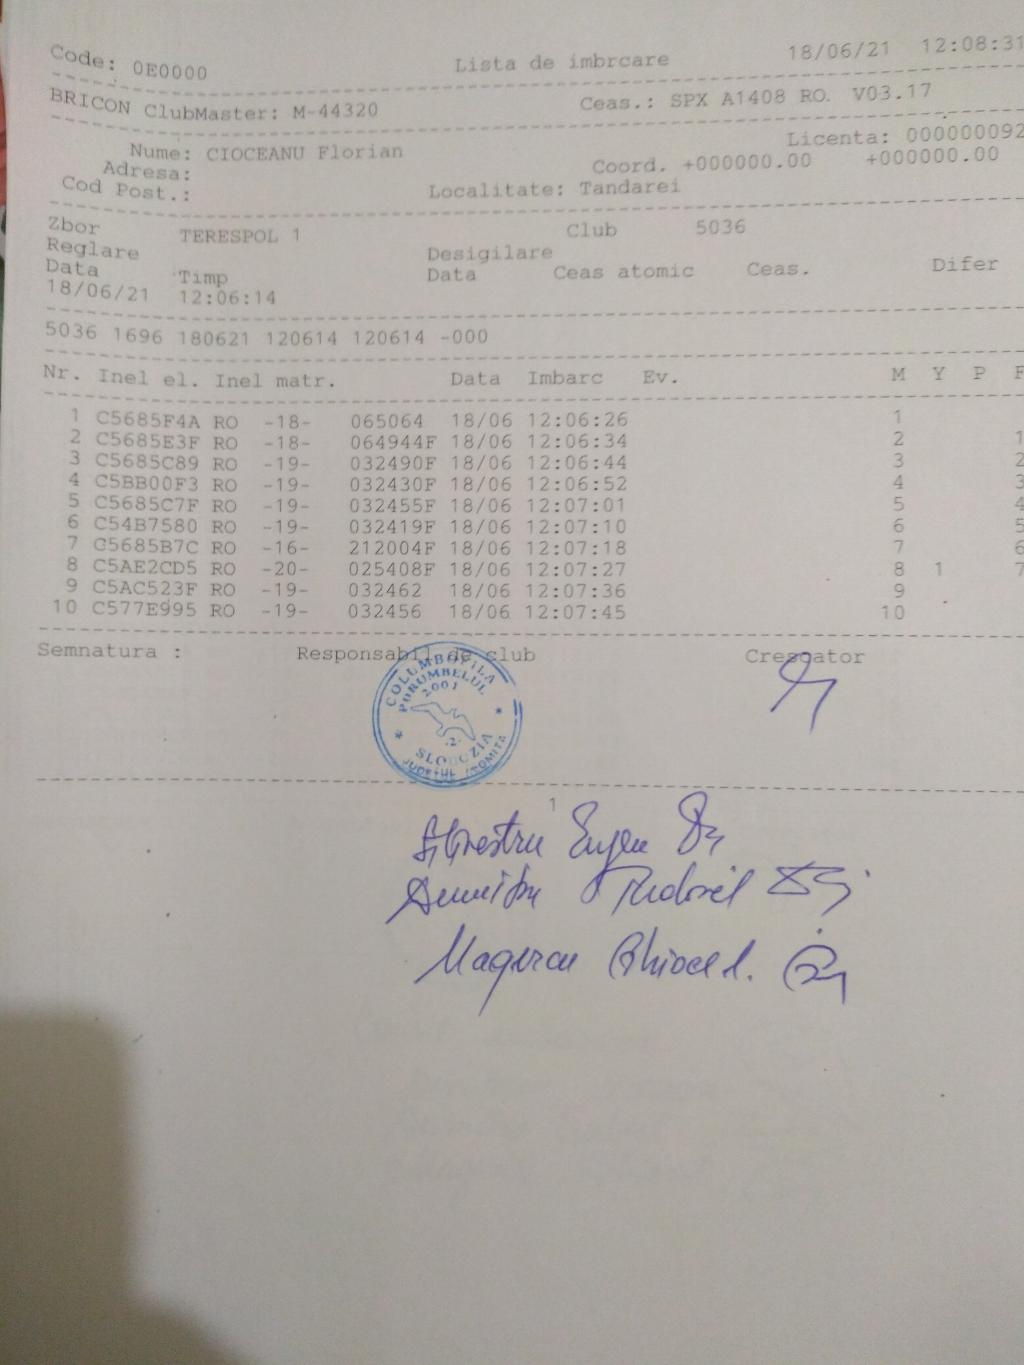 Code: 0E0000 Lista de imbrcare 18/06/21 12:08:31
BRICON ClubMaster: M-44320 Ceas.: SPX A1408 RO. V03.17
Licenta: 000000092
Nume: CIOCEANU Florian
Adresa: Coord. +000000.00 +000000.00
Cod Post.: Localitate: Tandarei
Zbor TERESPOL 1 Club 5036
Reglare Desigilare
Data Timp Data Ceas atomic Ceas. Difer
18/06/21 12:06:14
5036 1696 180621 120614 120614 -000
Nr. Inel el. Inel matr. Data Imbarc Ev. M Y P F
1 C5685F4A RO -18- 065064 18/06 12:06:26 1
2 C5685E3F RO -18- 064944F 18/06 12:06:34 2 1
3 C5685C89 RO -19- 032490F 18/06 12:06:44 3 2
4 C5BB00F3 RO -19- 032430F 18/06 12:06:52 4 3
5 C5685C7F RO -19- 032455F 18/06 12:07:01 5 4
6 C54B7580 RO -19- 032419F 18/06 12:07:10 6 5
7 C5685B7C RO -16- 212004F 18/06 12:07:18 7 6
8 C5AE2CD5 RO -20- 025408F 18/06 12:07:27 8 1 7
9 C5AC523F RO -19- 032462 18/06 12:07:36 9
10 C577E995 RO -19- 032456 18/06 12:07:45 10
Semnatura : Responsabil de club Crescator
COLUMBOFILA
PORUMBELUL
2001
* *
2
SLOBOZIA
JUDETUL IALOMITA
1
Silvestru Eugen
Dumitru Tudorel
Mageran Ghiocel.